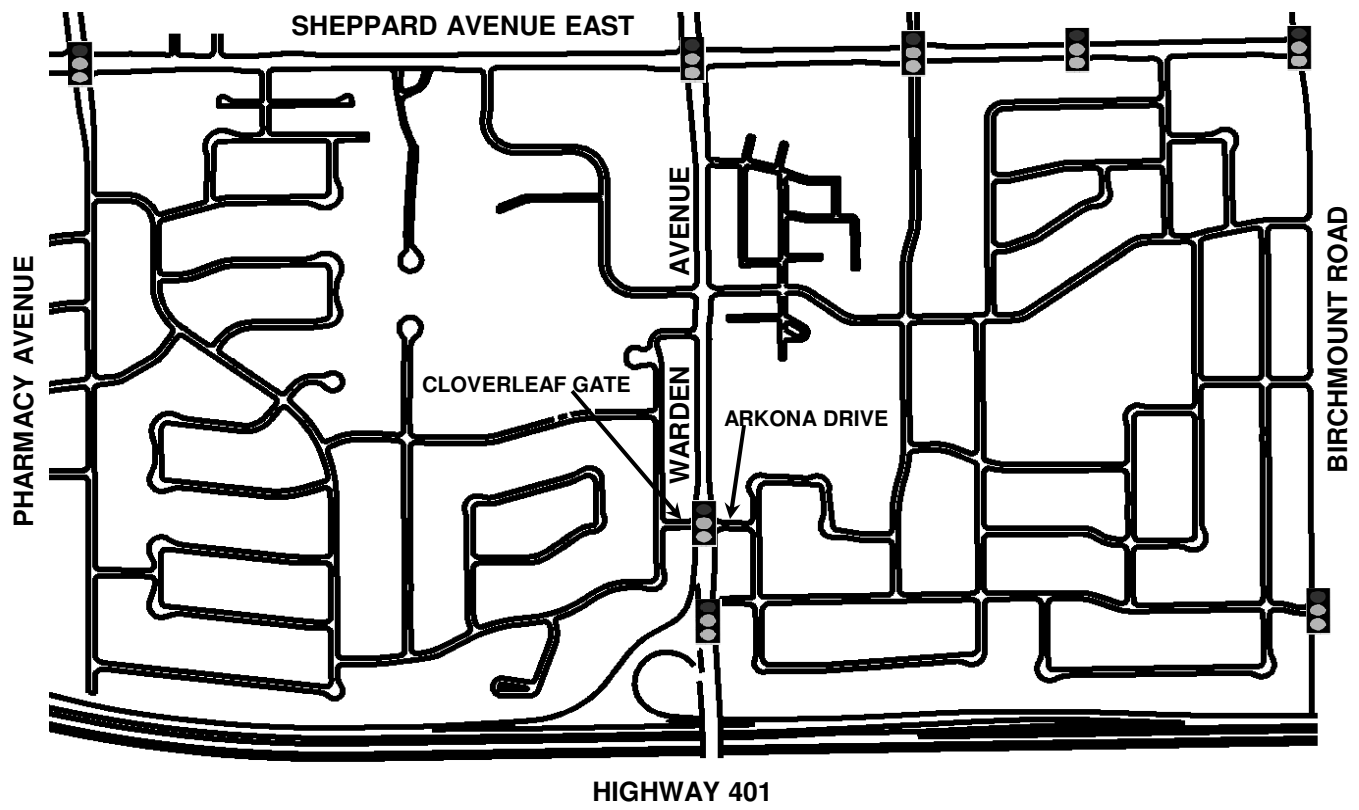 SHEPPARD AVENUE EAST
AVENUE
WARDEN
PHARMACY AVENUE
BIRCHMOUNT ROAD
CLOVERLEAF GATE
ARKONA DRIVE
HIGHWAY 401